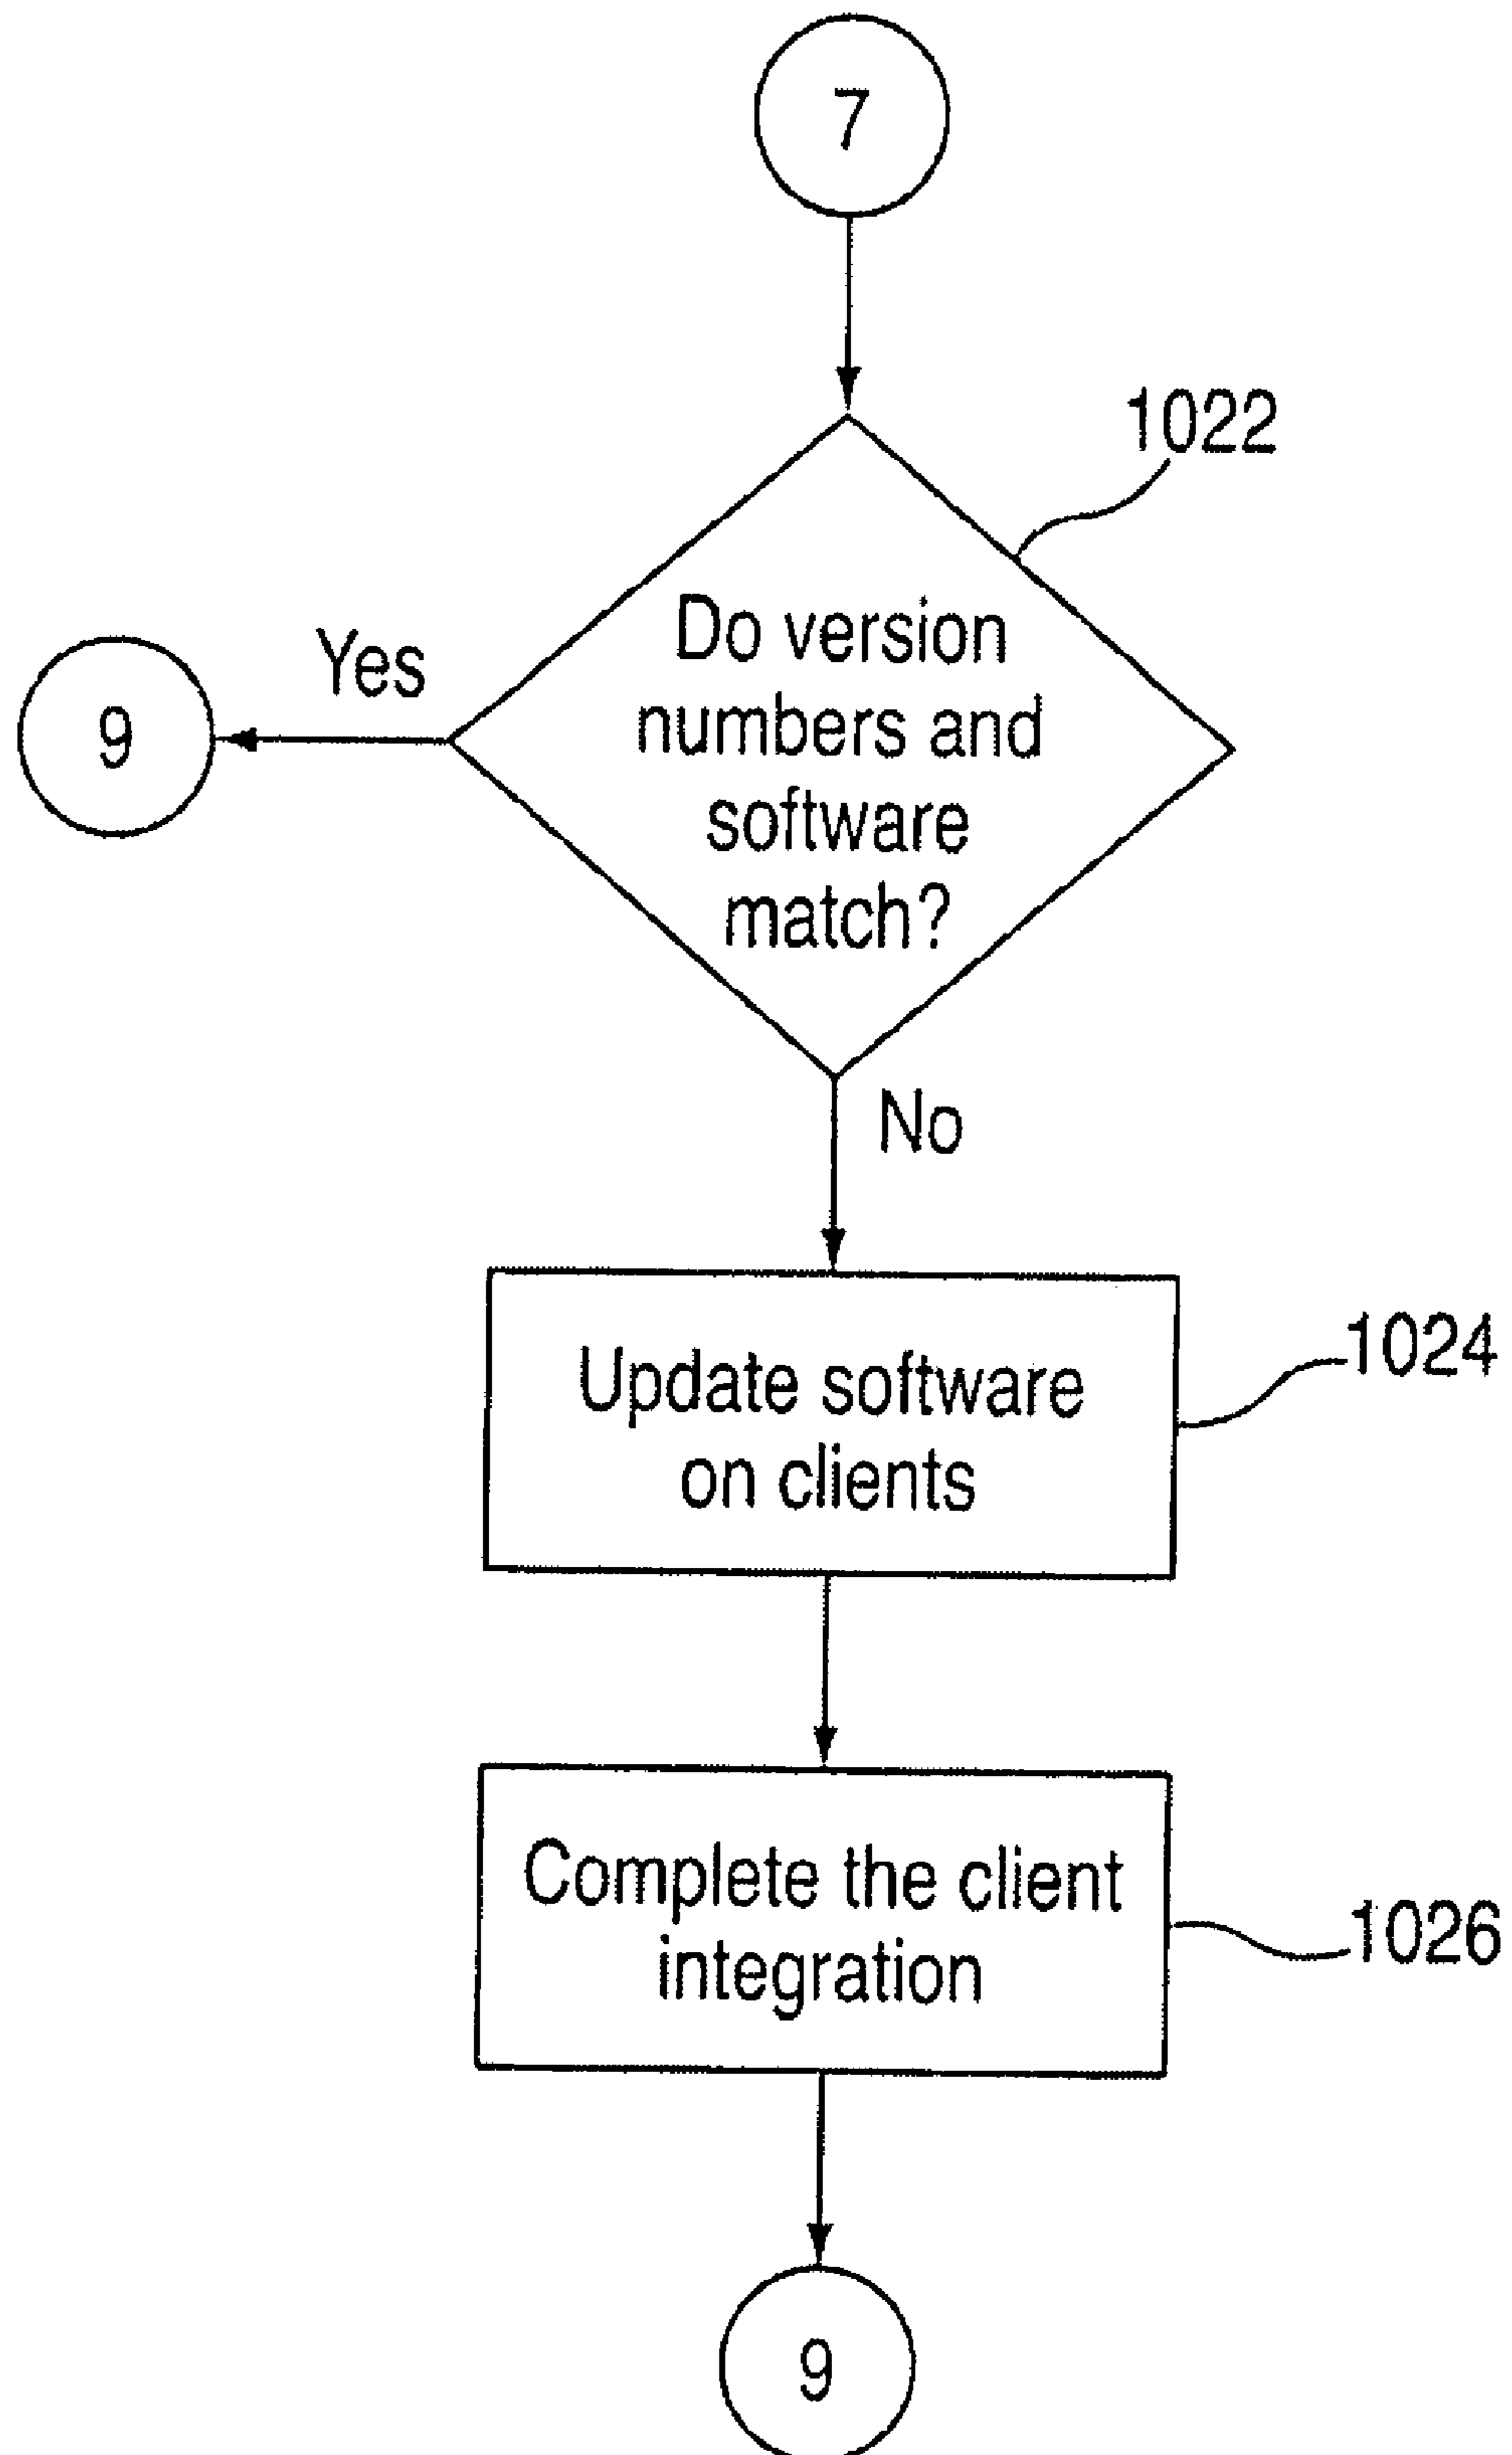 7
1022
Do version
numbers and
software
match?
Yes
9
No
Update software
on clients
1024
Complete the client
integration
1026
9